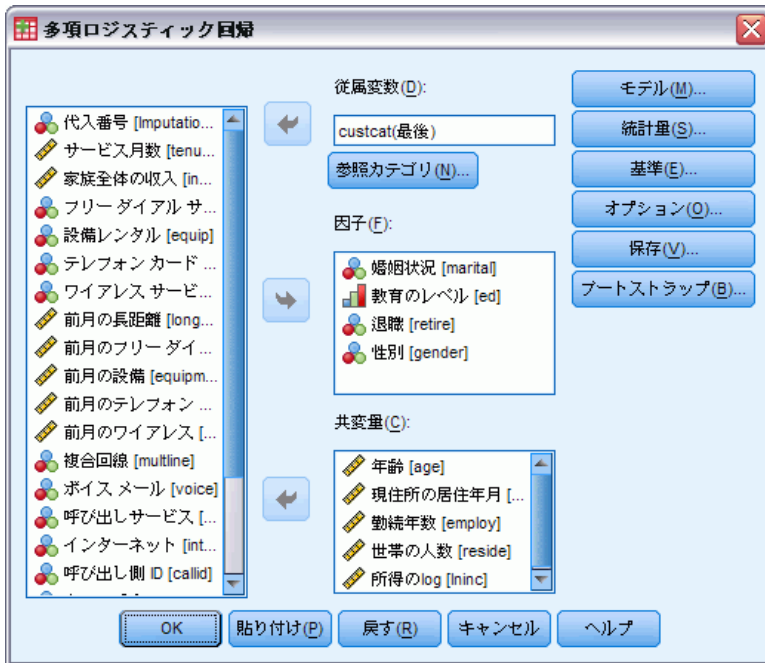 多項ロジスティック回帰
代入番号 [Imputatio...
サービス月数 [tenu...
家族全体の収入 [in...
フリー ダイアル サ...
設備レンタル [equip]
テレフォン カード ...
ワイアレス サービ...
前月の長距離 [long...
前月のフリー ダイ...
前月の設備 [equipm...
前月のテレフォン ...
前月のワイアレス [...
複合回線 [multline]
ボイス メール [voice]
呼び出しサービス [...
インターネット [int...
呼び出し側 ID [callid]
従属変数(D):
custcat(最後)
参照カテゴリ(N)...
因子(F):
婚姻状況 [marital]
教育のレベル [ed]
退職 [retire]
性別 [gender]
共変量(C):
年齢 [age]
現住所の居住年月 [...
勤続年数 [employ]
世帯の人数 [reside]
所得のlog [lninc]
モデル(M)...
統計量(S)...
基準(E)...
オプション(O)...
保存(V)...
ブートストラップ(B)...
OK
貼り付け(P)
戻す(R)
キャンセル
ヘルプ